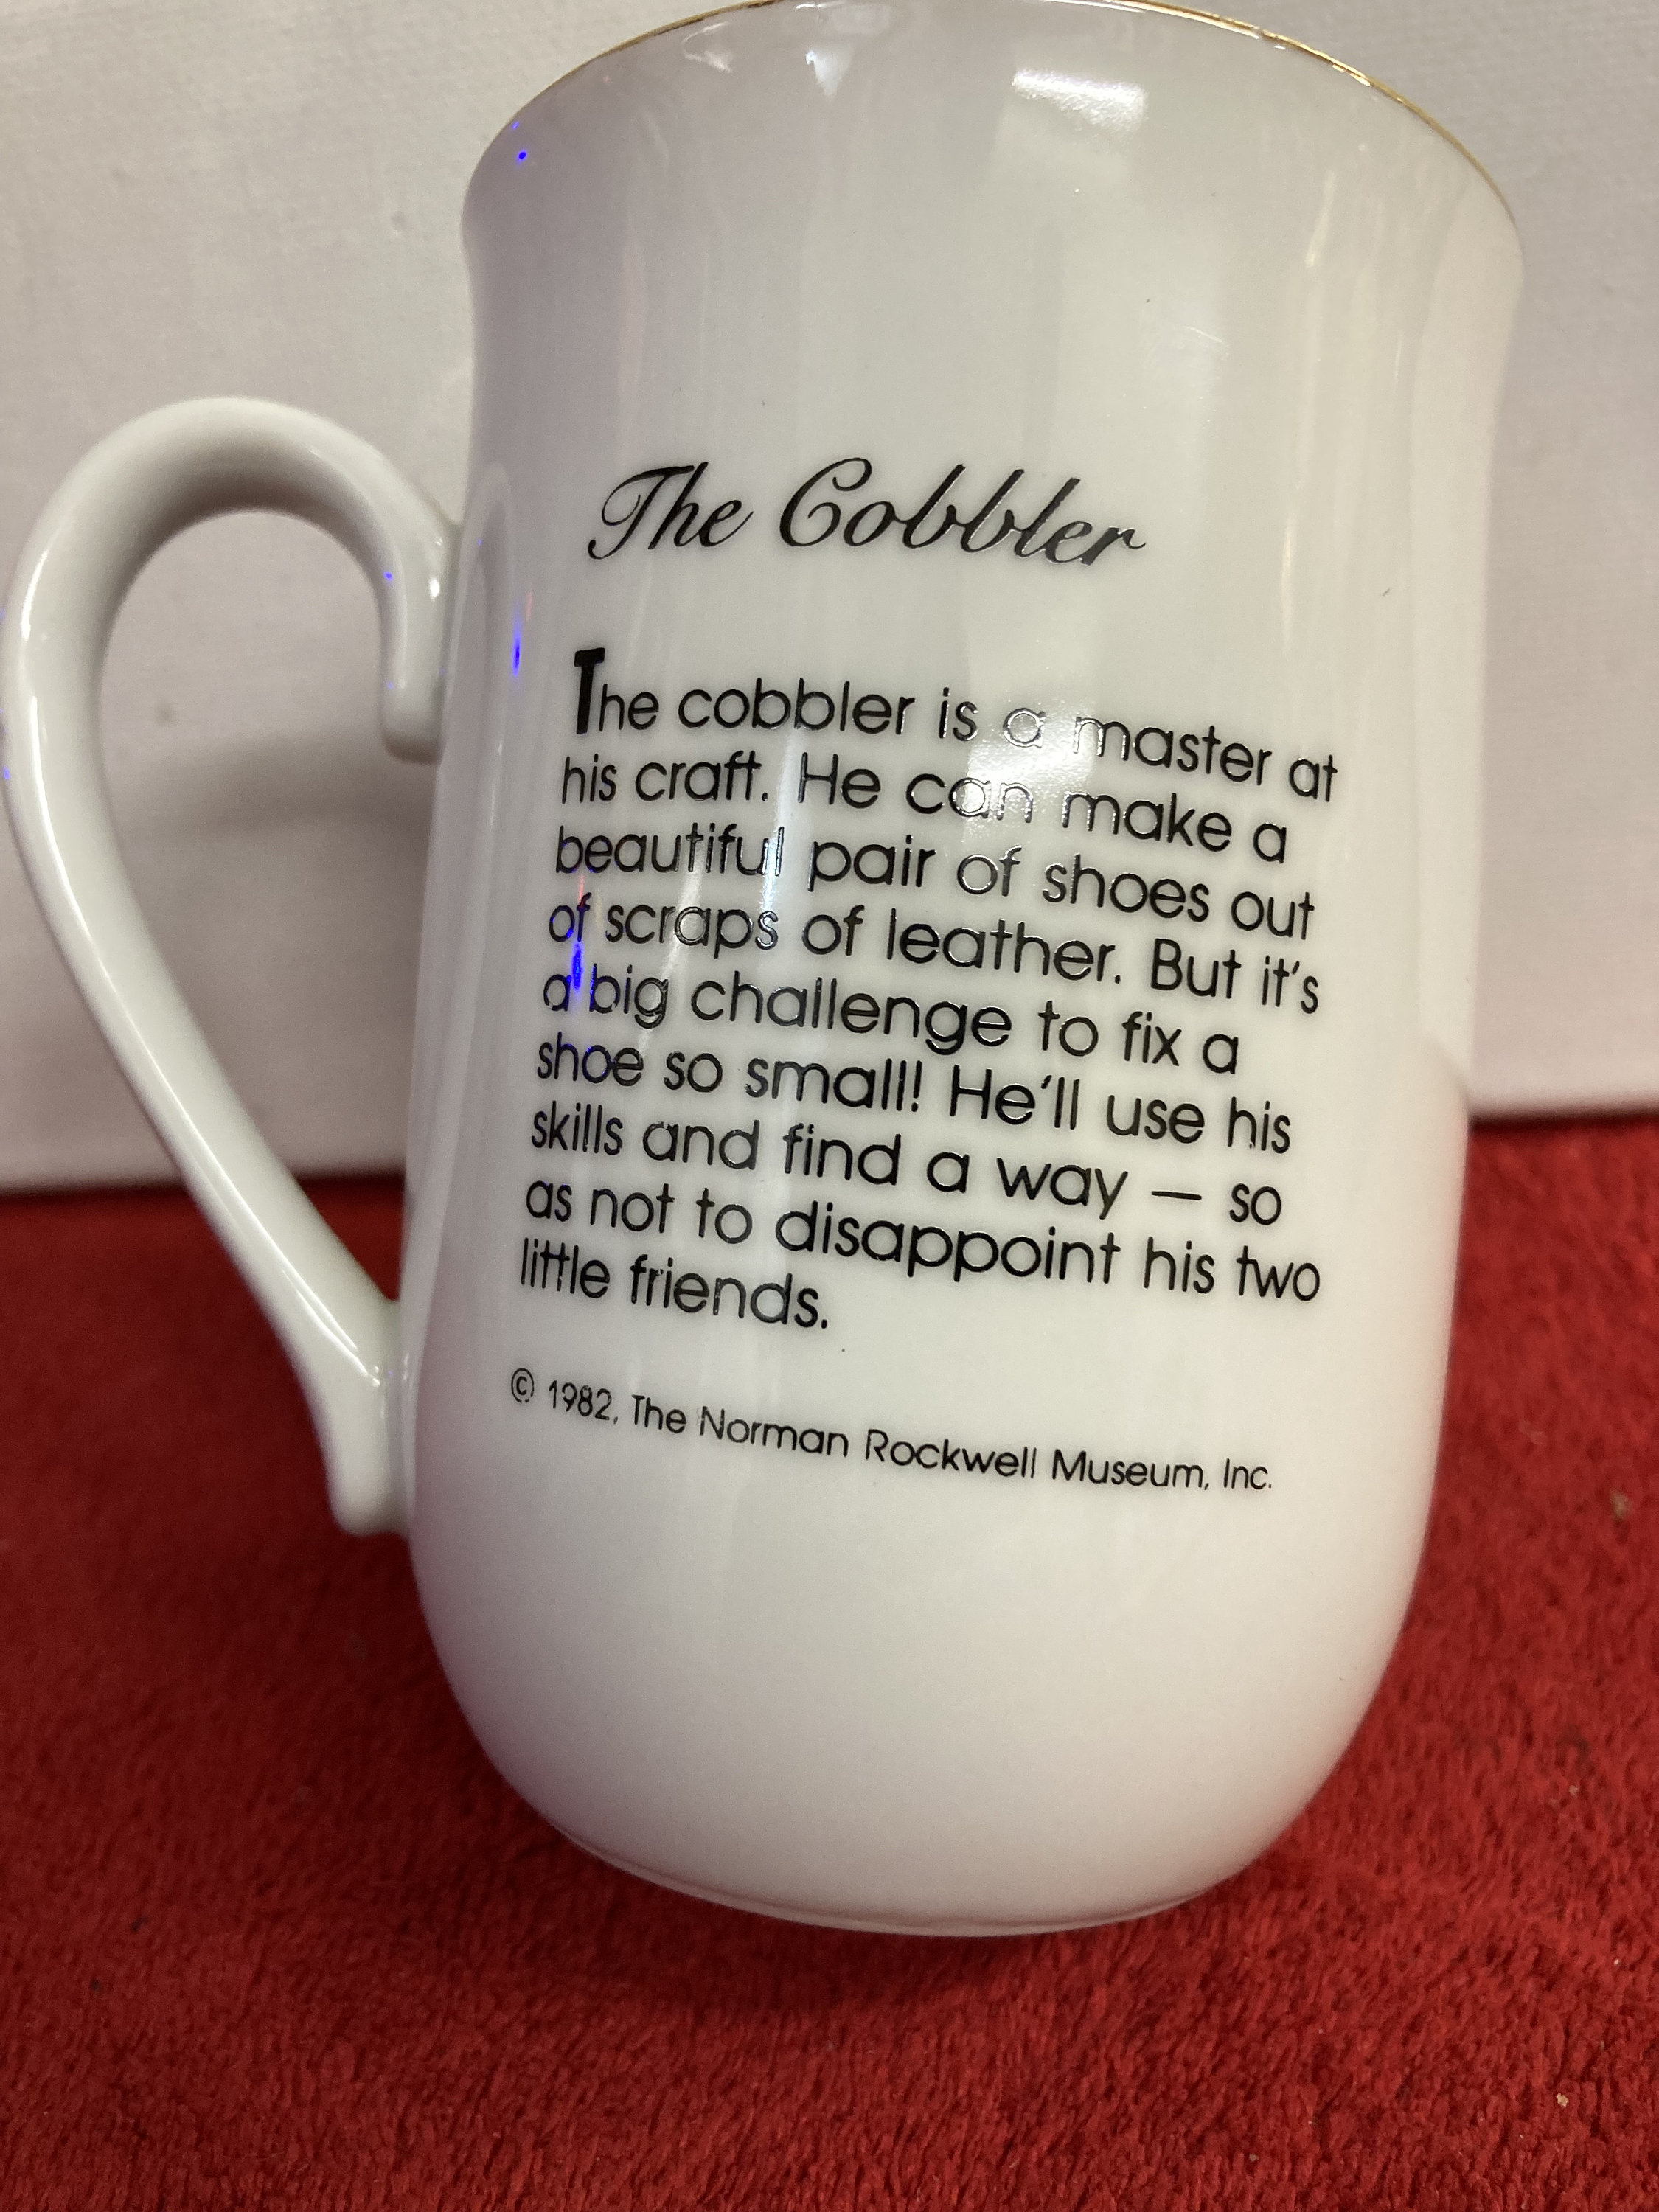 The Cobbler
The cobbler is a master at
his craft. He can make a
beautiful pair of shoes out
of scraps of leather. But it's
a big challenge to fix a
shoe so small! He'll use his
skills and find a way — so
as not to disappoint his two
little friends.
© 1982, The Norman Rockwell Museum, Inc.